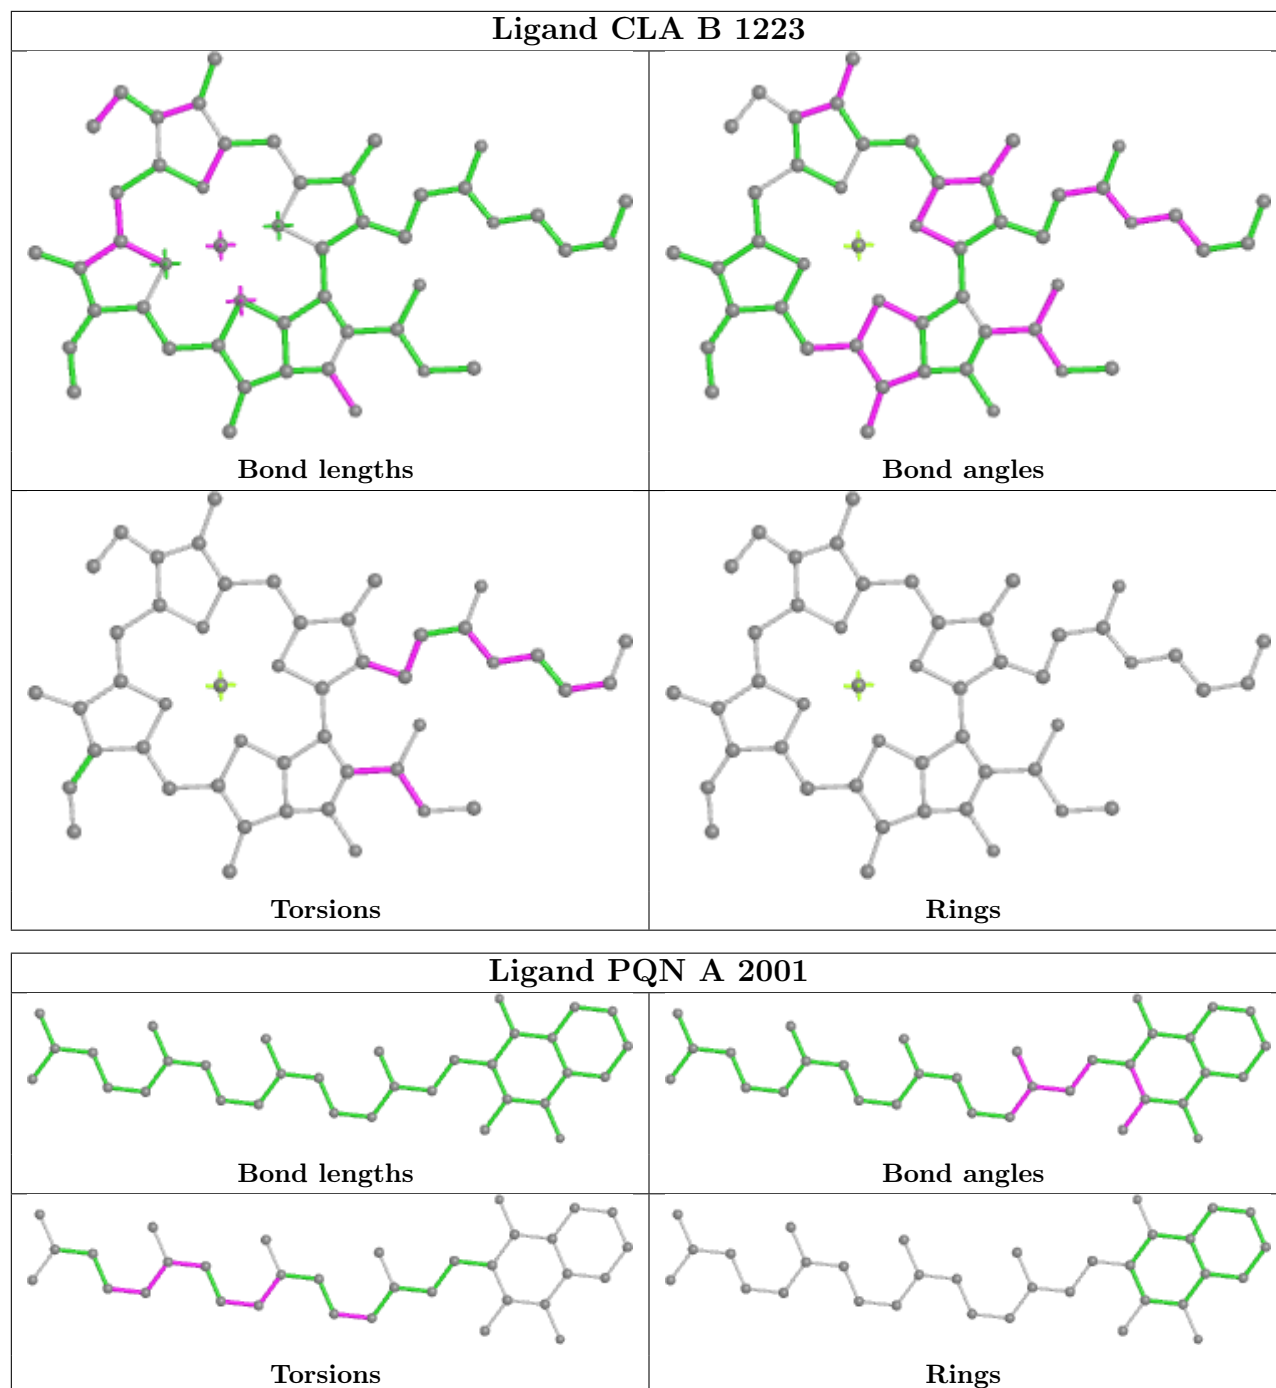 Ligand CLA B 1223
Bond lengths
Bond angles
Torsions
Rings
Ligand PQN A 2001
Bond lengths
Bond angles
Torsions
Rings